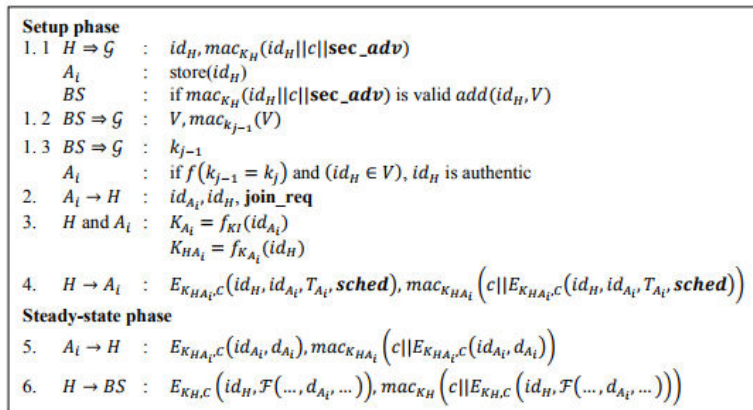 Setup phase
1. 1 H ⇒ 𝒢 : id_H, mac_{K_H}(id_H||c||sec_adv)
A_i : store(id_H)
BS : if mac_{K_H}(id_H||c||sec_adv) is valid add(id_H, V)
1. 2 BS ⇒ 𝒢 : V, mac_{k_{j−1}}(V)
1. 3 BS ⇒ 𝒢 : k_{j−1}
A_i : if f(k_{j−1} = k_j) and (id_H ∈ V), id_H is authentic
2. A_i → H : id_{A_i}, id_H, join_req
3. H and A_i : K_{A_i} = f_{KI}(id_{A_i})
K_{HA_i} = f_{K_{A_i}}(id_H)
4. H → A_i : E_{K_{HA_i},C}(id_H, id_{A_i}, T_{A_i}, sched), mac_{K_{HA_i}}(c||E_{K_{HA_i},C}(id_H, id_{A_i}, T_{A_i}, sched))
Steady-state phase
5. A_i → H : E_{K_{HA_i},C}(id_{A_i}, d_{A_i}), mac_{K_{HA_i}}(c||E_{K_{HA_i},C}(id_{A_i}, d_{A_i}))
6. H → BS : E_{K_H,C}(id_H, ℱ(…, d_{A_i}, …)), mac_{K_H}(c||E_{K_H,C}(id_H, ℱ(…, d_{A_i}, …)))